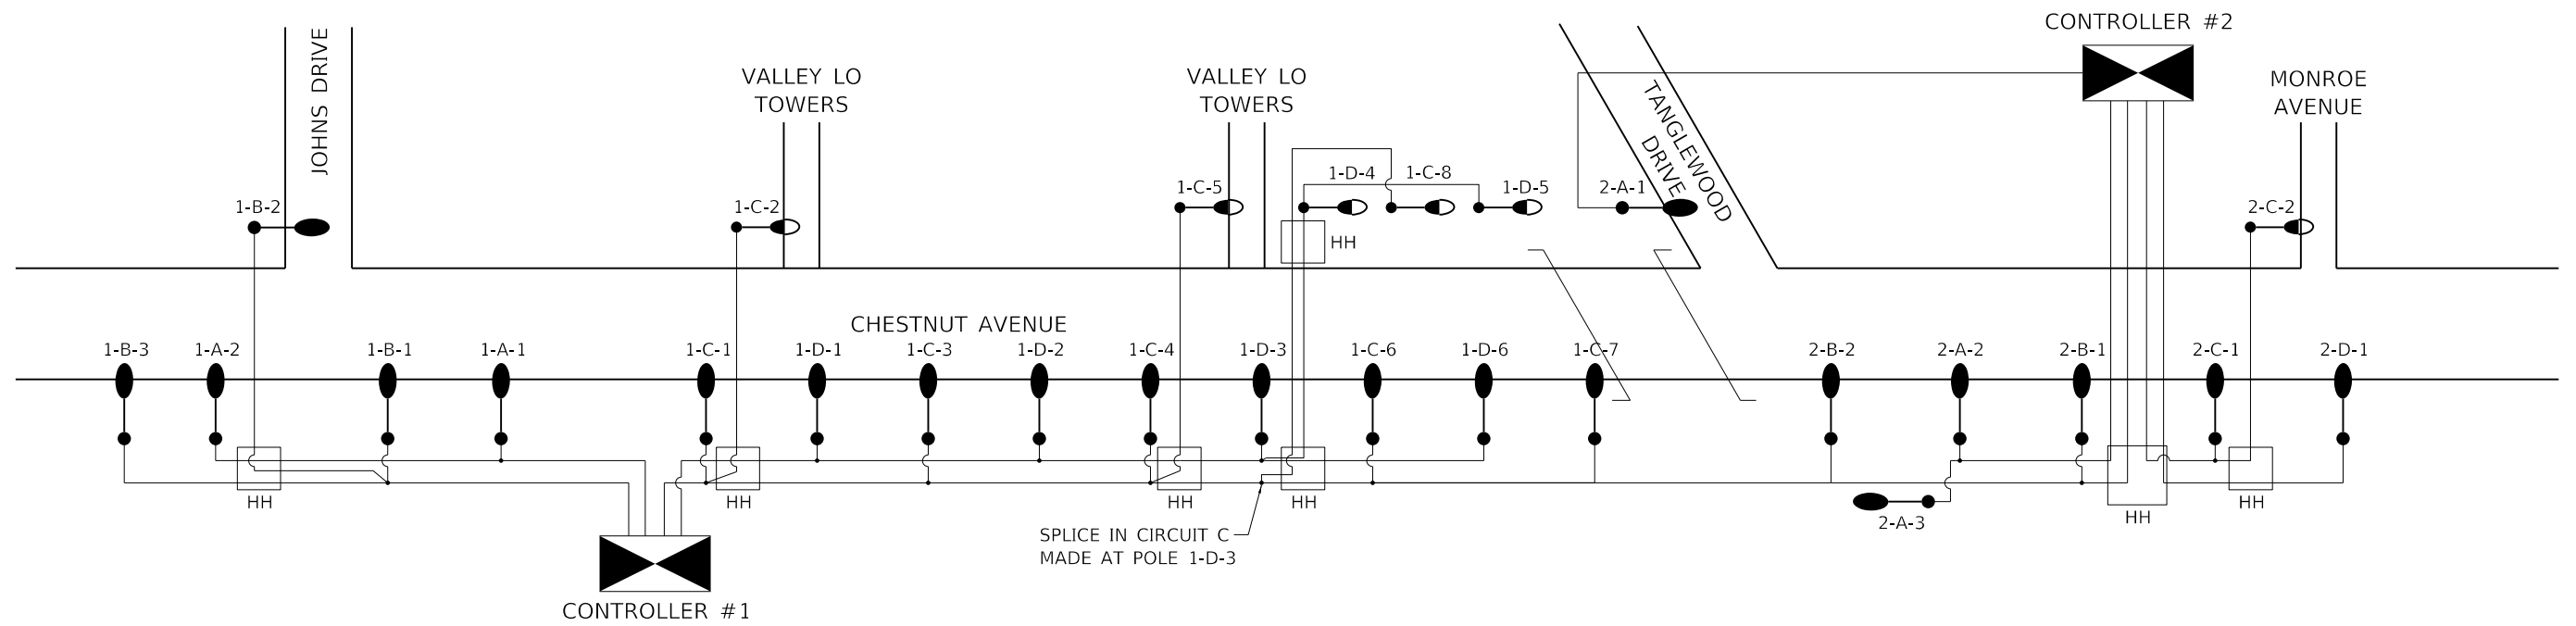 CONTROLLER #2
JOHNS DRIVE
VALLEY LO
TOWERS
VALLEY LO
TOWERS
TANGLEWOOD
DRIVE
MONROE
AVENUE
1-B-2
1-C-2
1-C-5
1-D-4
1-C-8
1-D-5
2-A-1
2-C-2
HH
CHESTNUT AVENUE
1-B-3
1-A-2
1-B-1
1-A-1
1-C-1
1-D-1
1-C-3
1-D-2
1-C-4
1-D-3
1-C-6
1-D-6
1-C-7
2-B-2
2-A-2
2-B-1
2-C-1
2-D-1
HH
HH
HH
HH
HH
HH
2-A-3
SPLICE IN CIRCUIT C
MADE AT POLE 1-D-3
CONTROLLER #1